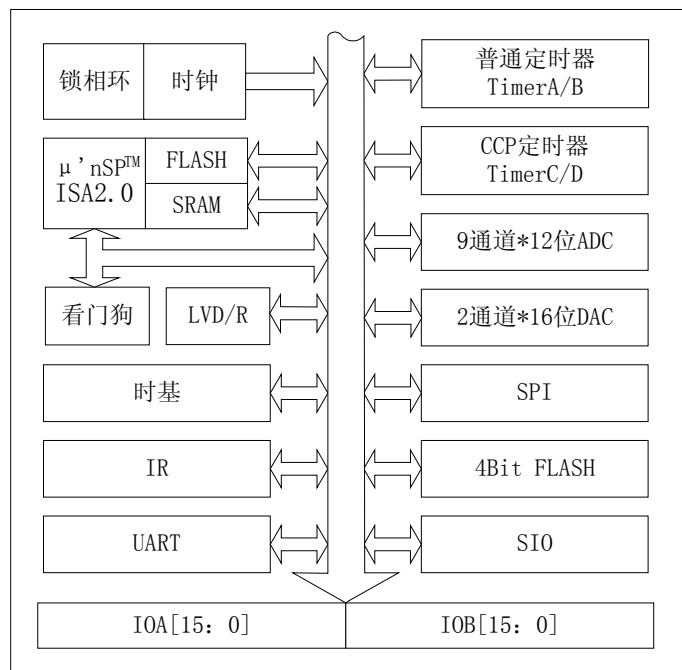 锁相环
时钟
μ'nSP™
ISA2.0
FLASH
SRAM
看门狗
LVD/R
时基
IR
UART
普通定时器
TimerA/B
CCP定时器
TimerC/D
9通道*12位ADC
2通道*16位DAC
SPI
4Bit FLASH
SIO
IOA[15：0]
IOB[15：0]